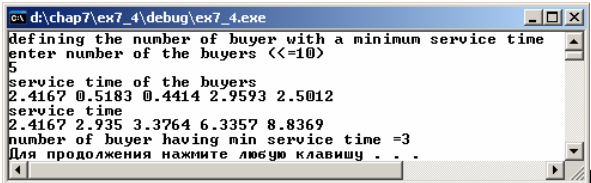 d:\chap7\ex7_4\debug\ex7_4.exe
defining the number of buyer with a minimum service time
enter number of the buyers (<=10)
5
service time of the buyers
2.4167 0.5183 0.4414 2.9593 2.5012
service time
2.4167 2.935 3.3764 6.3357 8.8369
number of buyer having min service time =3
Для продолжения нажмите любую клавишу . . .